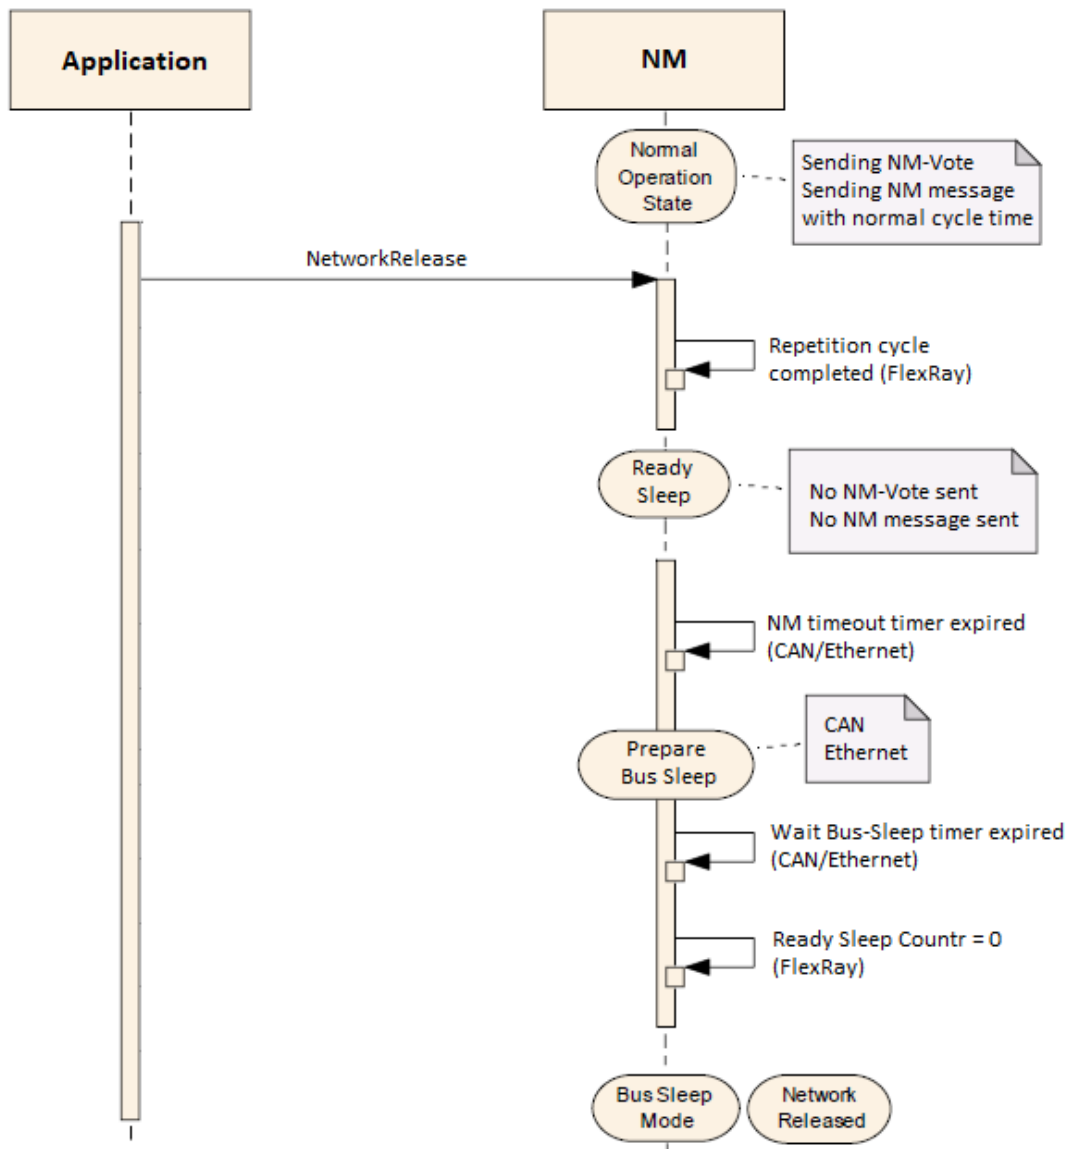 Application
NM
Normal
Operation
State
Sending NM-Vote
Sending NM message
with normal cycle time
NetworkRelease
Repetition cycle
completed (FlexRay)
Ready
Sleep
No NM-Vote sent
No NM message sent
NM timeout timer expired
(CAN/Ethernet)
Prepare
Bus Sleep
CAN
Ethernet
Wait Bus-Sleep timer expired
(CAN/Ethernet)
Ready Sleep Countr = 0
(FlexRay)
Bus Sleep
Mode
Network
Released